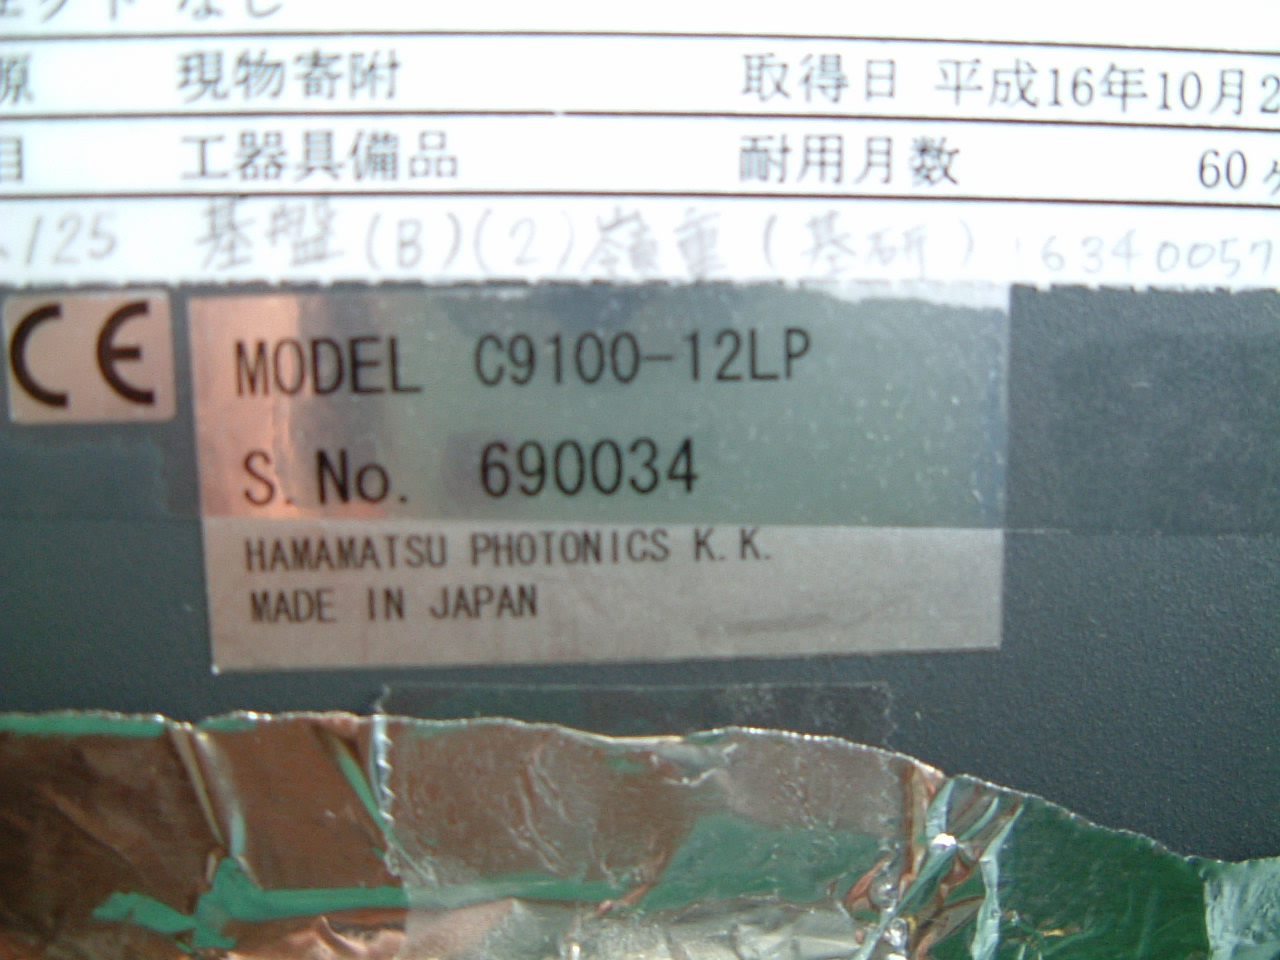 なし
現物寄附 取得日 平成16年10月2
工器具備品 耐用月数 60
125 基盤(B)(2) (基研) 6340057
CE
MODEL C9100-12LP
S. No. 690034
HAMAMATSU PHOTONICS K. K.
MADE IN JAPAN